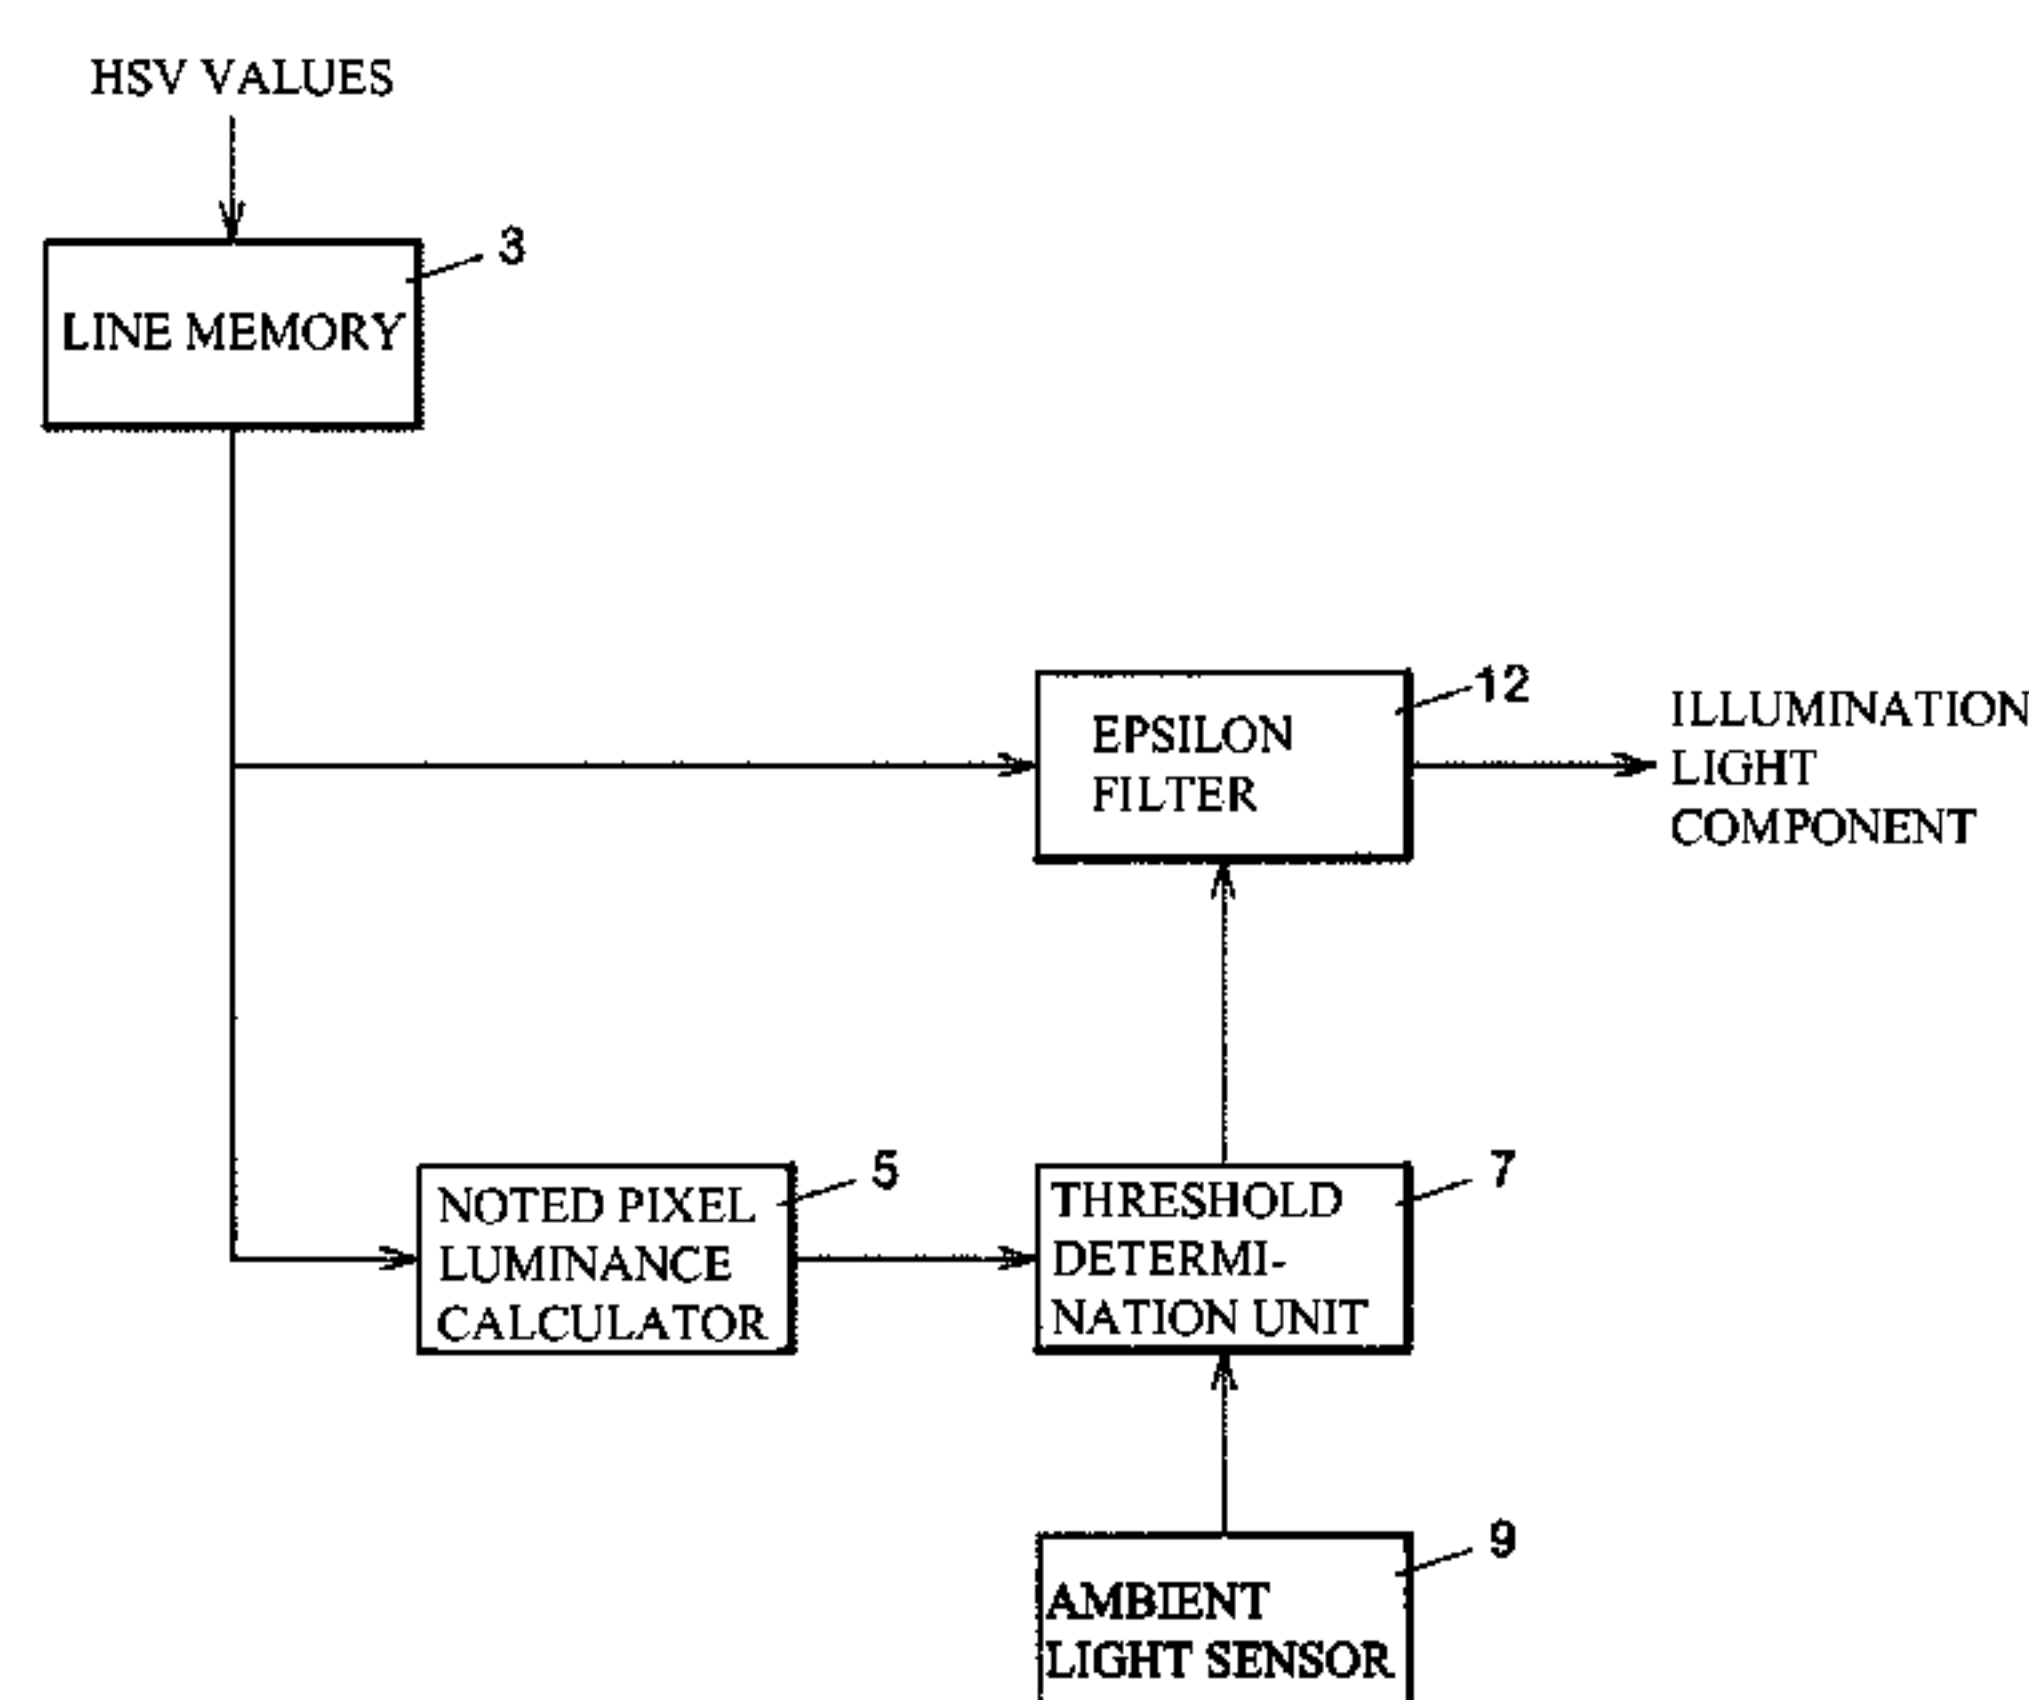 HSV VALUES
3
LINE MEMORY
12
EPSILON
FILTER
ILLUMINATION
LIGHT
COMPONENT
5
NOTED PIXEL
LUMINANCE
CALCULATOR
7
THRESHOLD
DETERMI-
NATION UNIT
9
AMBIENT
LIGHT SENSOR